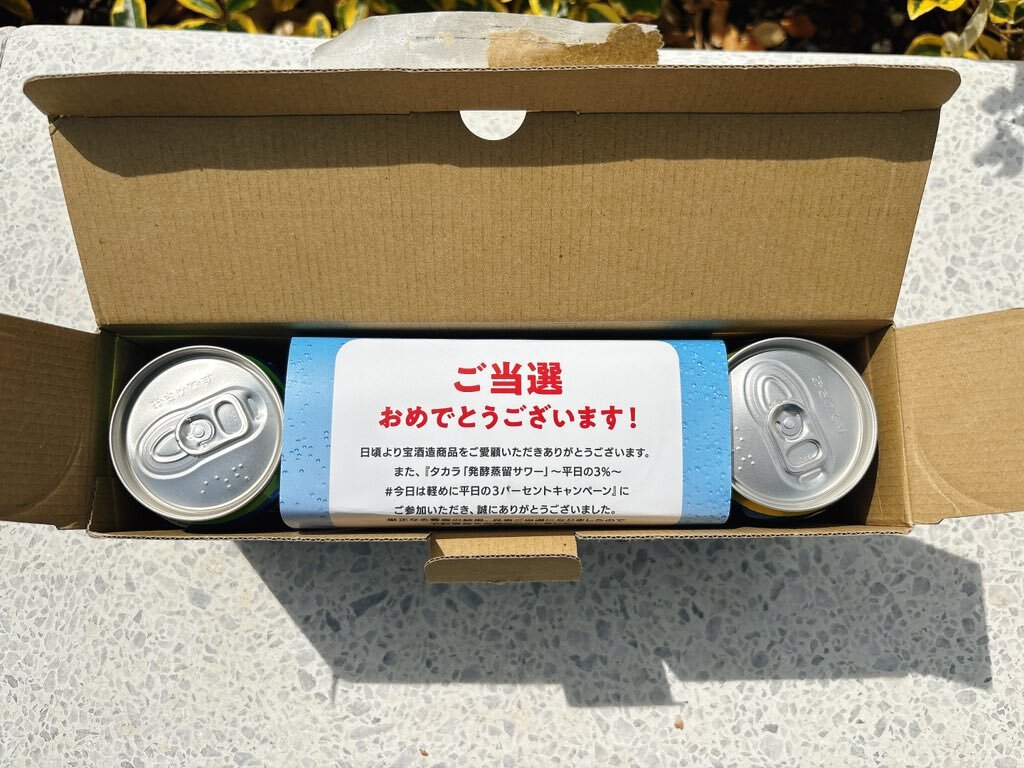 ご当選
おめでとうございます！
日頃より宝酒造商品をご愛顧いただきありがとうございます。
また、『タカラ「発酵蒸留サワー」～平日の3%～
#今日は軽めに平日の3パーセントキャンペーン』に
ご参加いただき、誠にありがとうございました。
おさけです